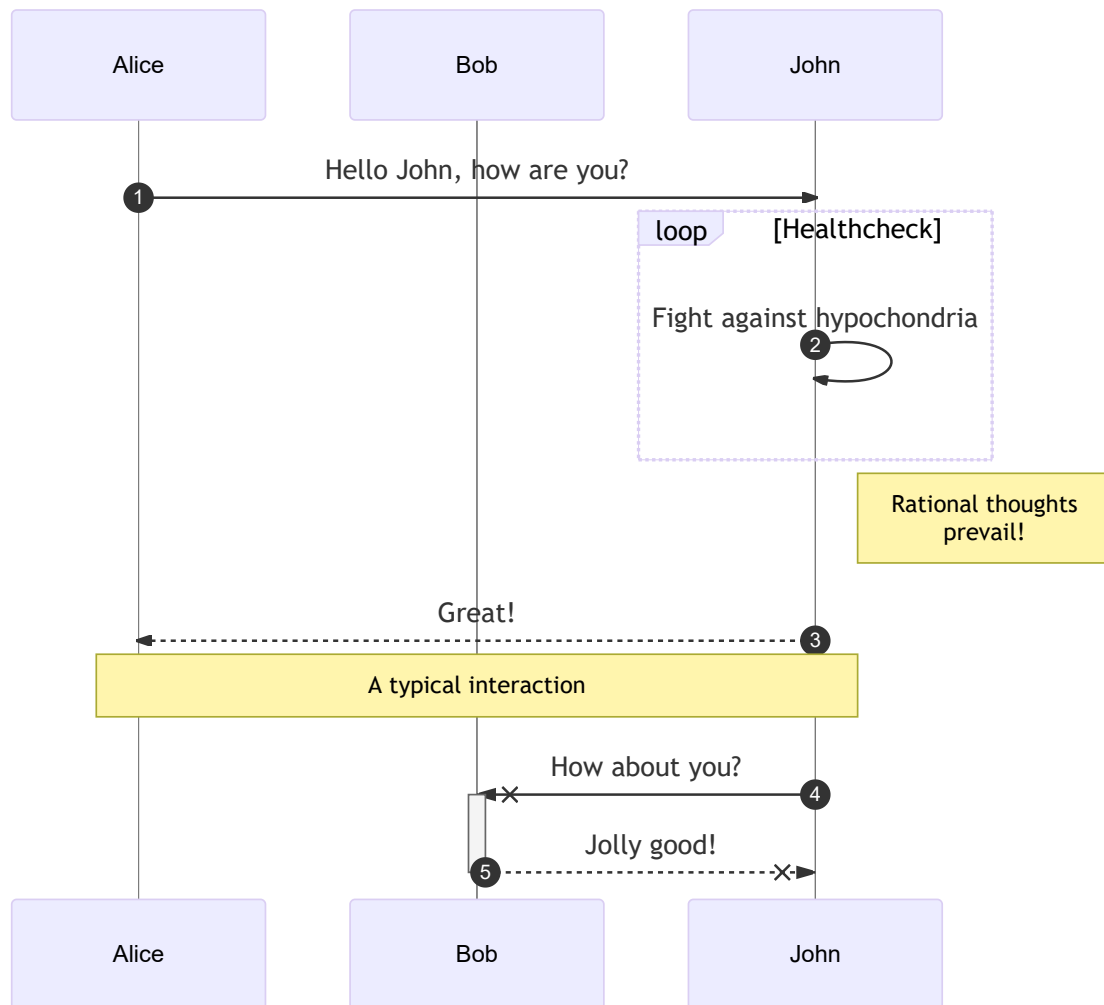 Alice
Bob
John
Hello John, how are you?
1
loop
[Healthcheck]
Fight against hypochondria
2
Rational thoughts
prevail!
Great!
3
A typical interaction
How about you?
4
Jolly good!
5
Alice
Bob
John